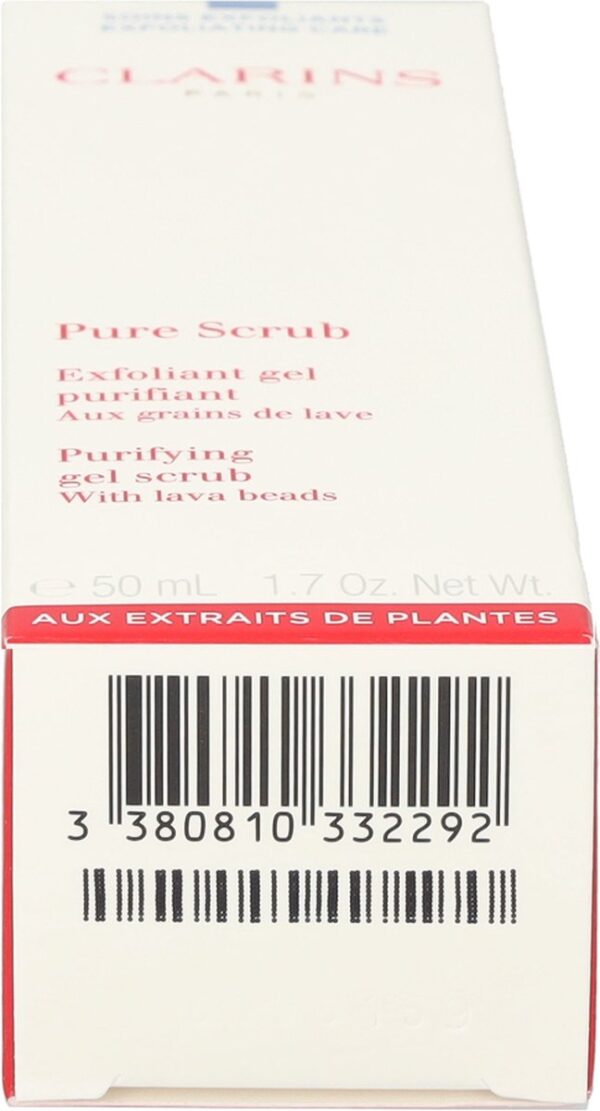 SOINS EXFOLIANTS
EXFOLIATING CARE
CLARINS
PARIS
Pure Scrub
Exfoliant gel
purifiant
Aux grains de lave
Purifying
gel scrub
With lava beads
℮ 50 mL 1.7 Oz. Net Wt.
AUX EXTRAITS DE PLANTES
3 380810 332292